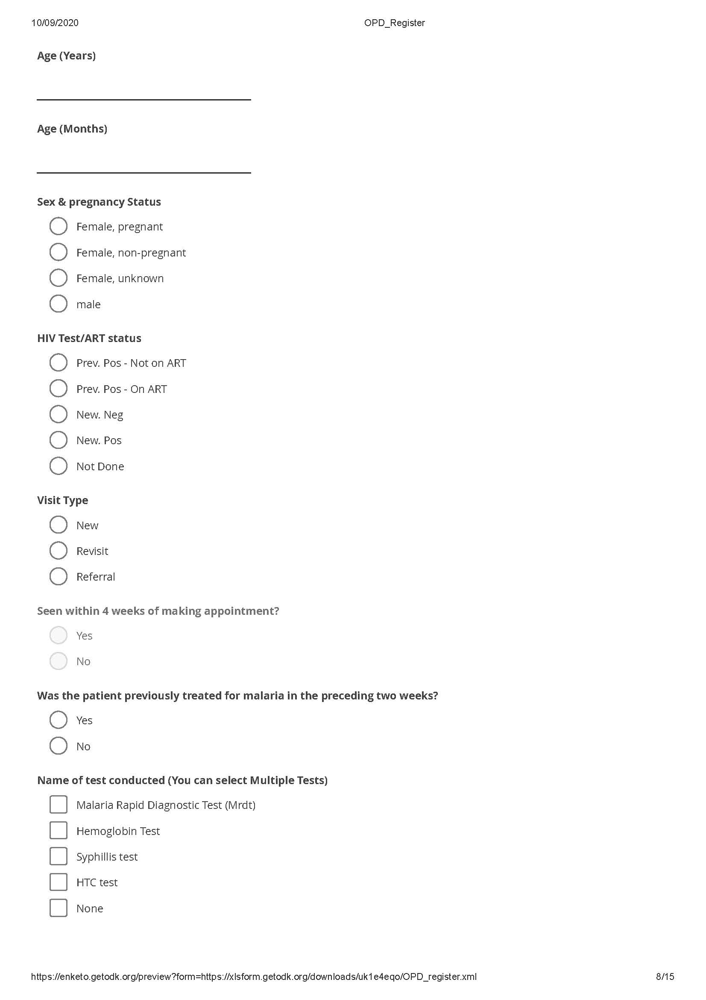 10/09/2020 OPD_Register
Age (Years)
Age (Months)
Sex & pregnancy Status
Female, pregnant
Female, non-pregnant
Female, unknown
male
HIV Test/ART status
Prev. Pos - Not on ART
Prev. Pos - On ART
New. Neg
New. Pos
Not Done
Visit Type
New
Revisit
Referral
Seen within 4 weeks of making appointment?
Yes
No
Was the patient previously treated for malaria in the preceding two weeks?
Yes
No
Name of test conducted (You can select Multiple Tests)
Malaria Rapid Diagnostic Test (Mrdt)
Hemoglobin Test
Syphillis test
HTC test
None
https://enketo.getodk.org/preview?form=https://xlsform.getodk.org/downloads/uk1e4eqo/OPD_register.xml 8/15